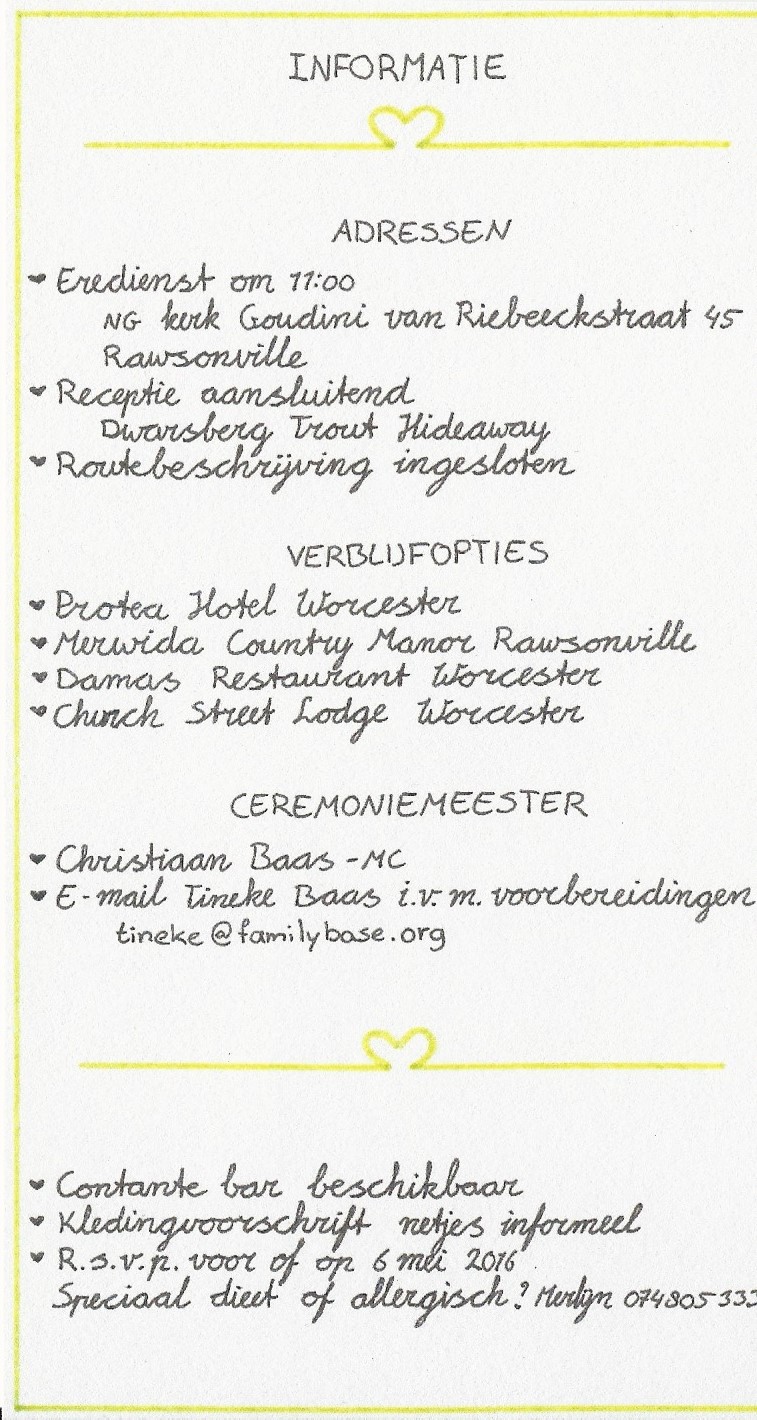 INFORMATIE
ADRESSEN
Eredienst om 11:00
NG kerk Goudini van Riebeeckstraat 45
Rawsonville
Receptie aansluitend
Dwarsberg Trout Hideaway
Routebeschrijving ingesloten
VERBLIJFOPTIES
Protea Hotel Worcester
Merwida Country Manor Rawsonville
Damas Restaurant Worcester
Church Street Lodge Worcester
CEREMONIEMEESTER
Christiaan Baas - MC
E-mail Tineke Baas i.v.m. voorbereidingen
tineke@familybase.org
Contante bar beschikbaar
Kledingvoorschrift netjes informeel
R.s.v.p. voor of op 6 mei 2016
Speciaal dieet of allergisch? Merlijn 074805333